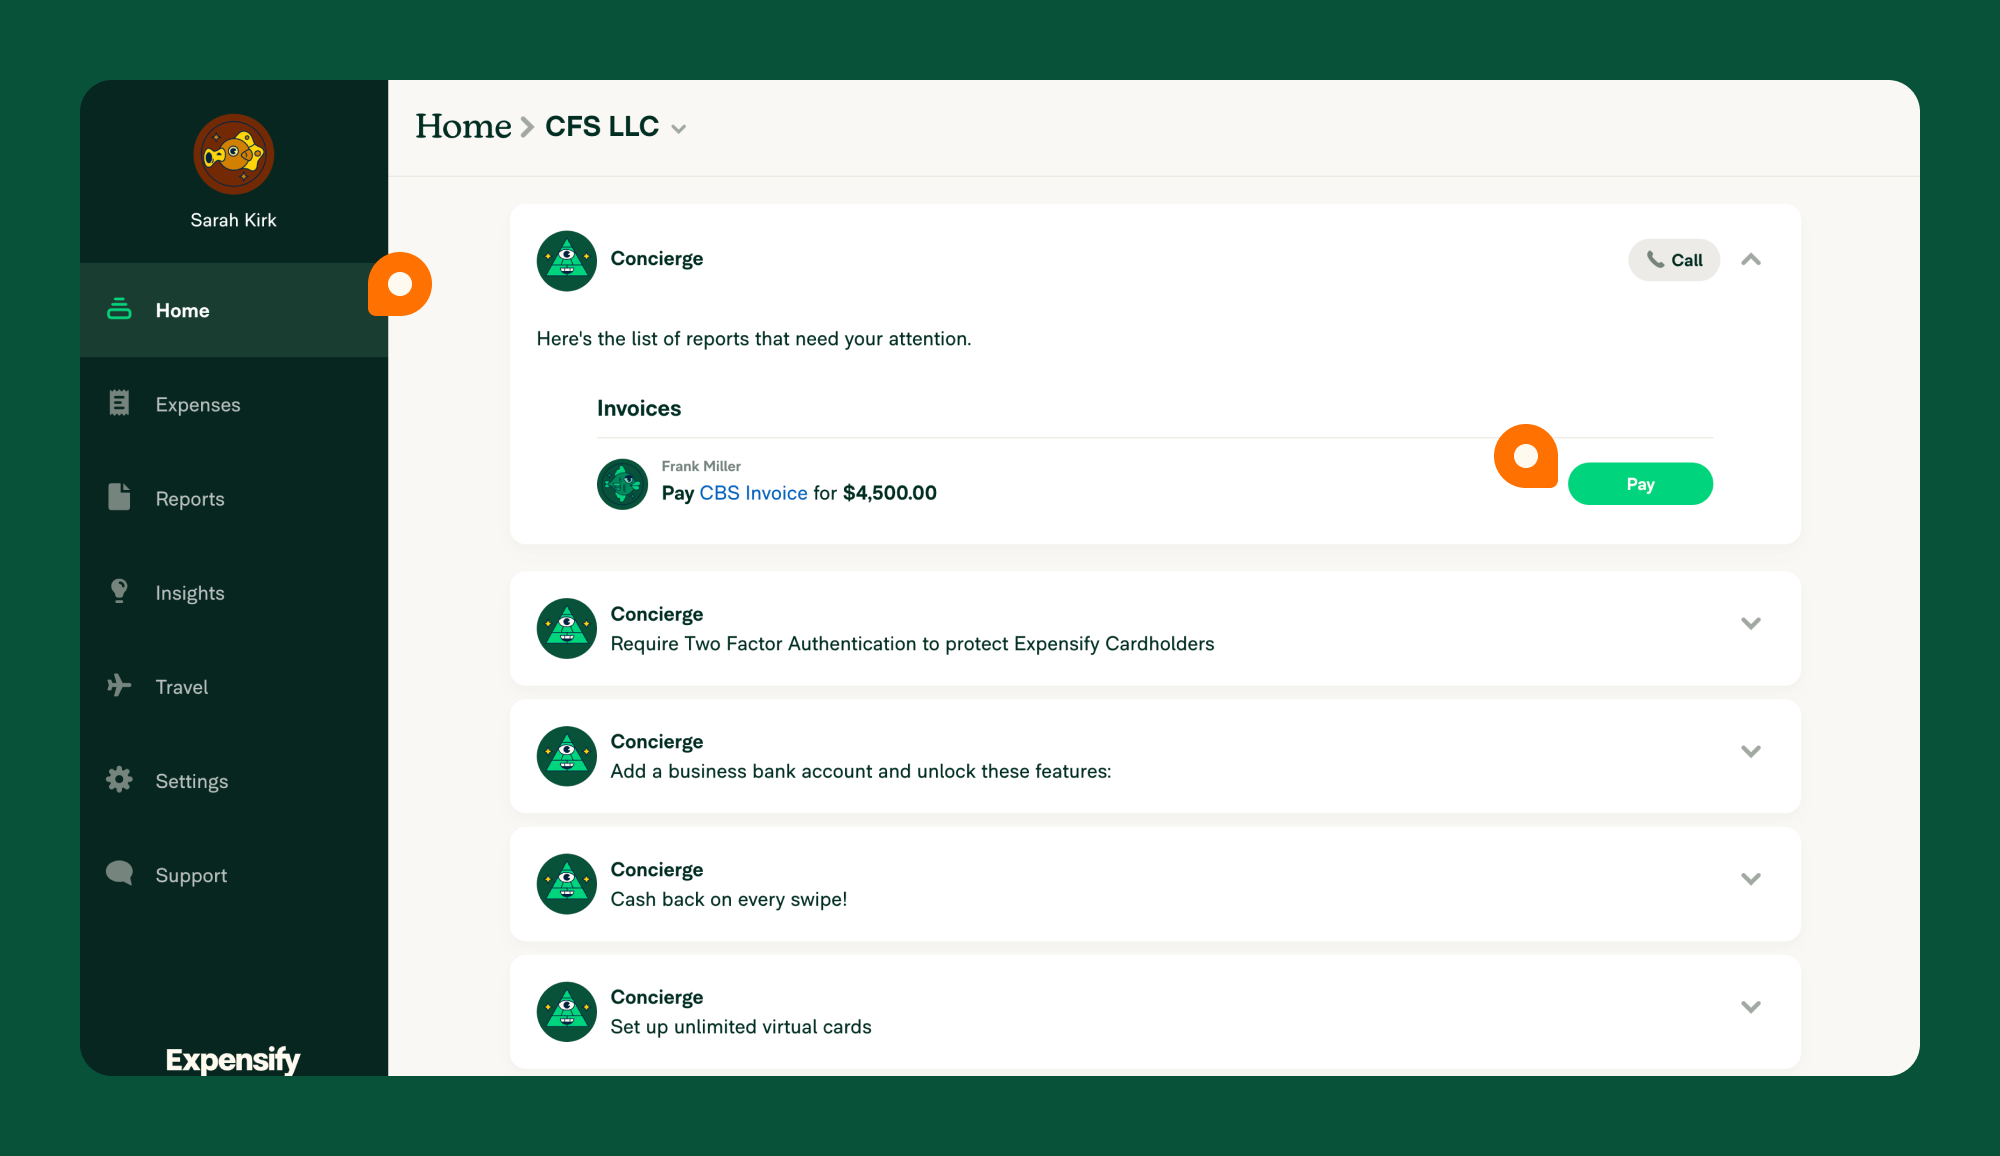 Sarah Kirk
Home
Expenses
Reports
Insights
Travel
Settings
Support
Expensify
Home > CFS LLC
Concierge
Call
Here's the list of reports that need your attention.
Invoices
Frank Miller
Pay CBS Invoice for $4,500.00
Pay
Concierge
Require Two Factor Authentication to protect Expensify Cardholders
Concierge
Add a business bank account and unlock these features:
Concierge
Cash back on every swipe!
Concierge
Set up unlimited virtual cards